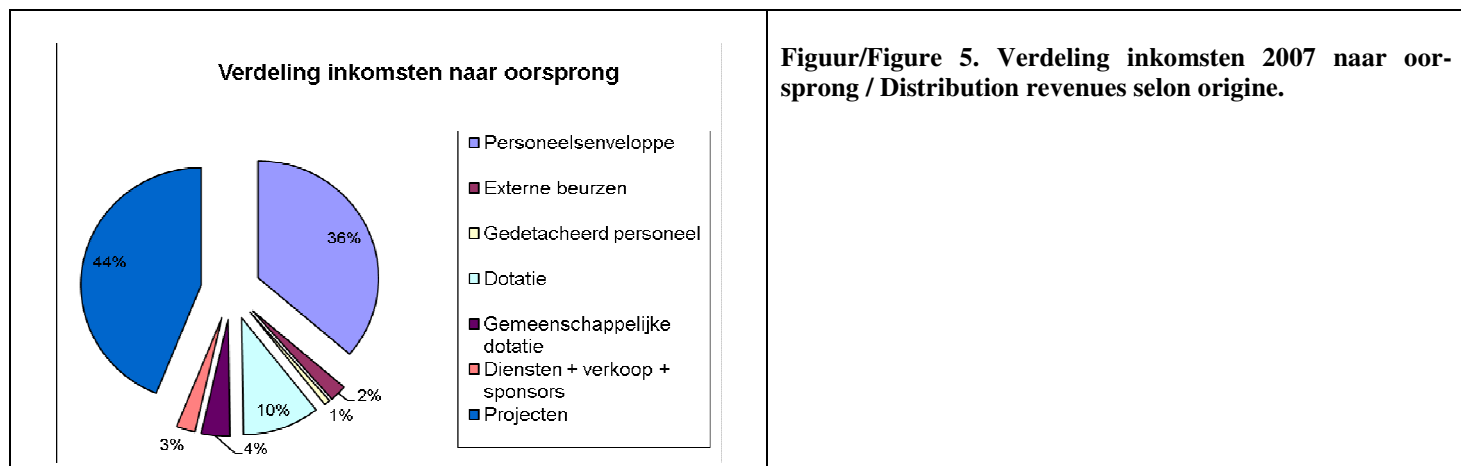 Verdeling inkomsten naar oorsprong
Personeelsenveloppe
Externe beurzen
Gedetacheerd personeel
Dotatie
Gemeenschappelijke
dotatie
Diensten + verkoop +
sponsors
Projecten
36%
2%
1%
10%
4%
3%
44%
Figuur/Figure 5. Verdeling inkomsten 2007 naar oor-
sprong / Distribution revenues selon origine.